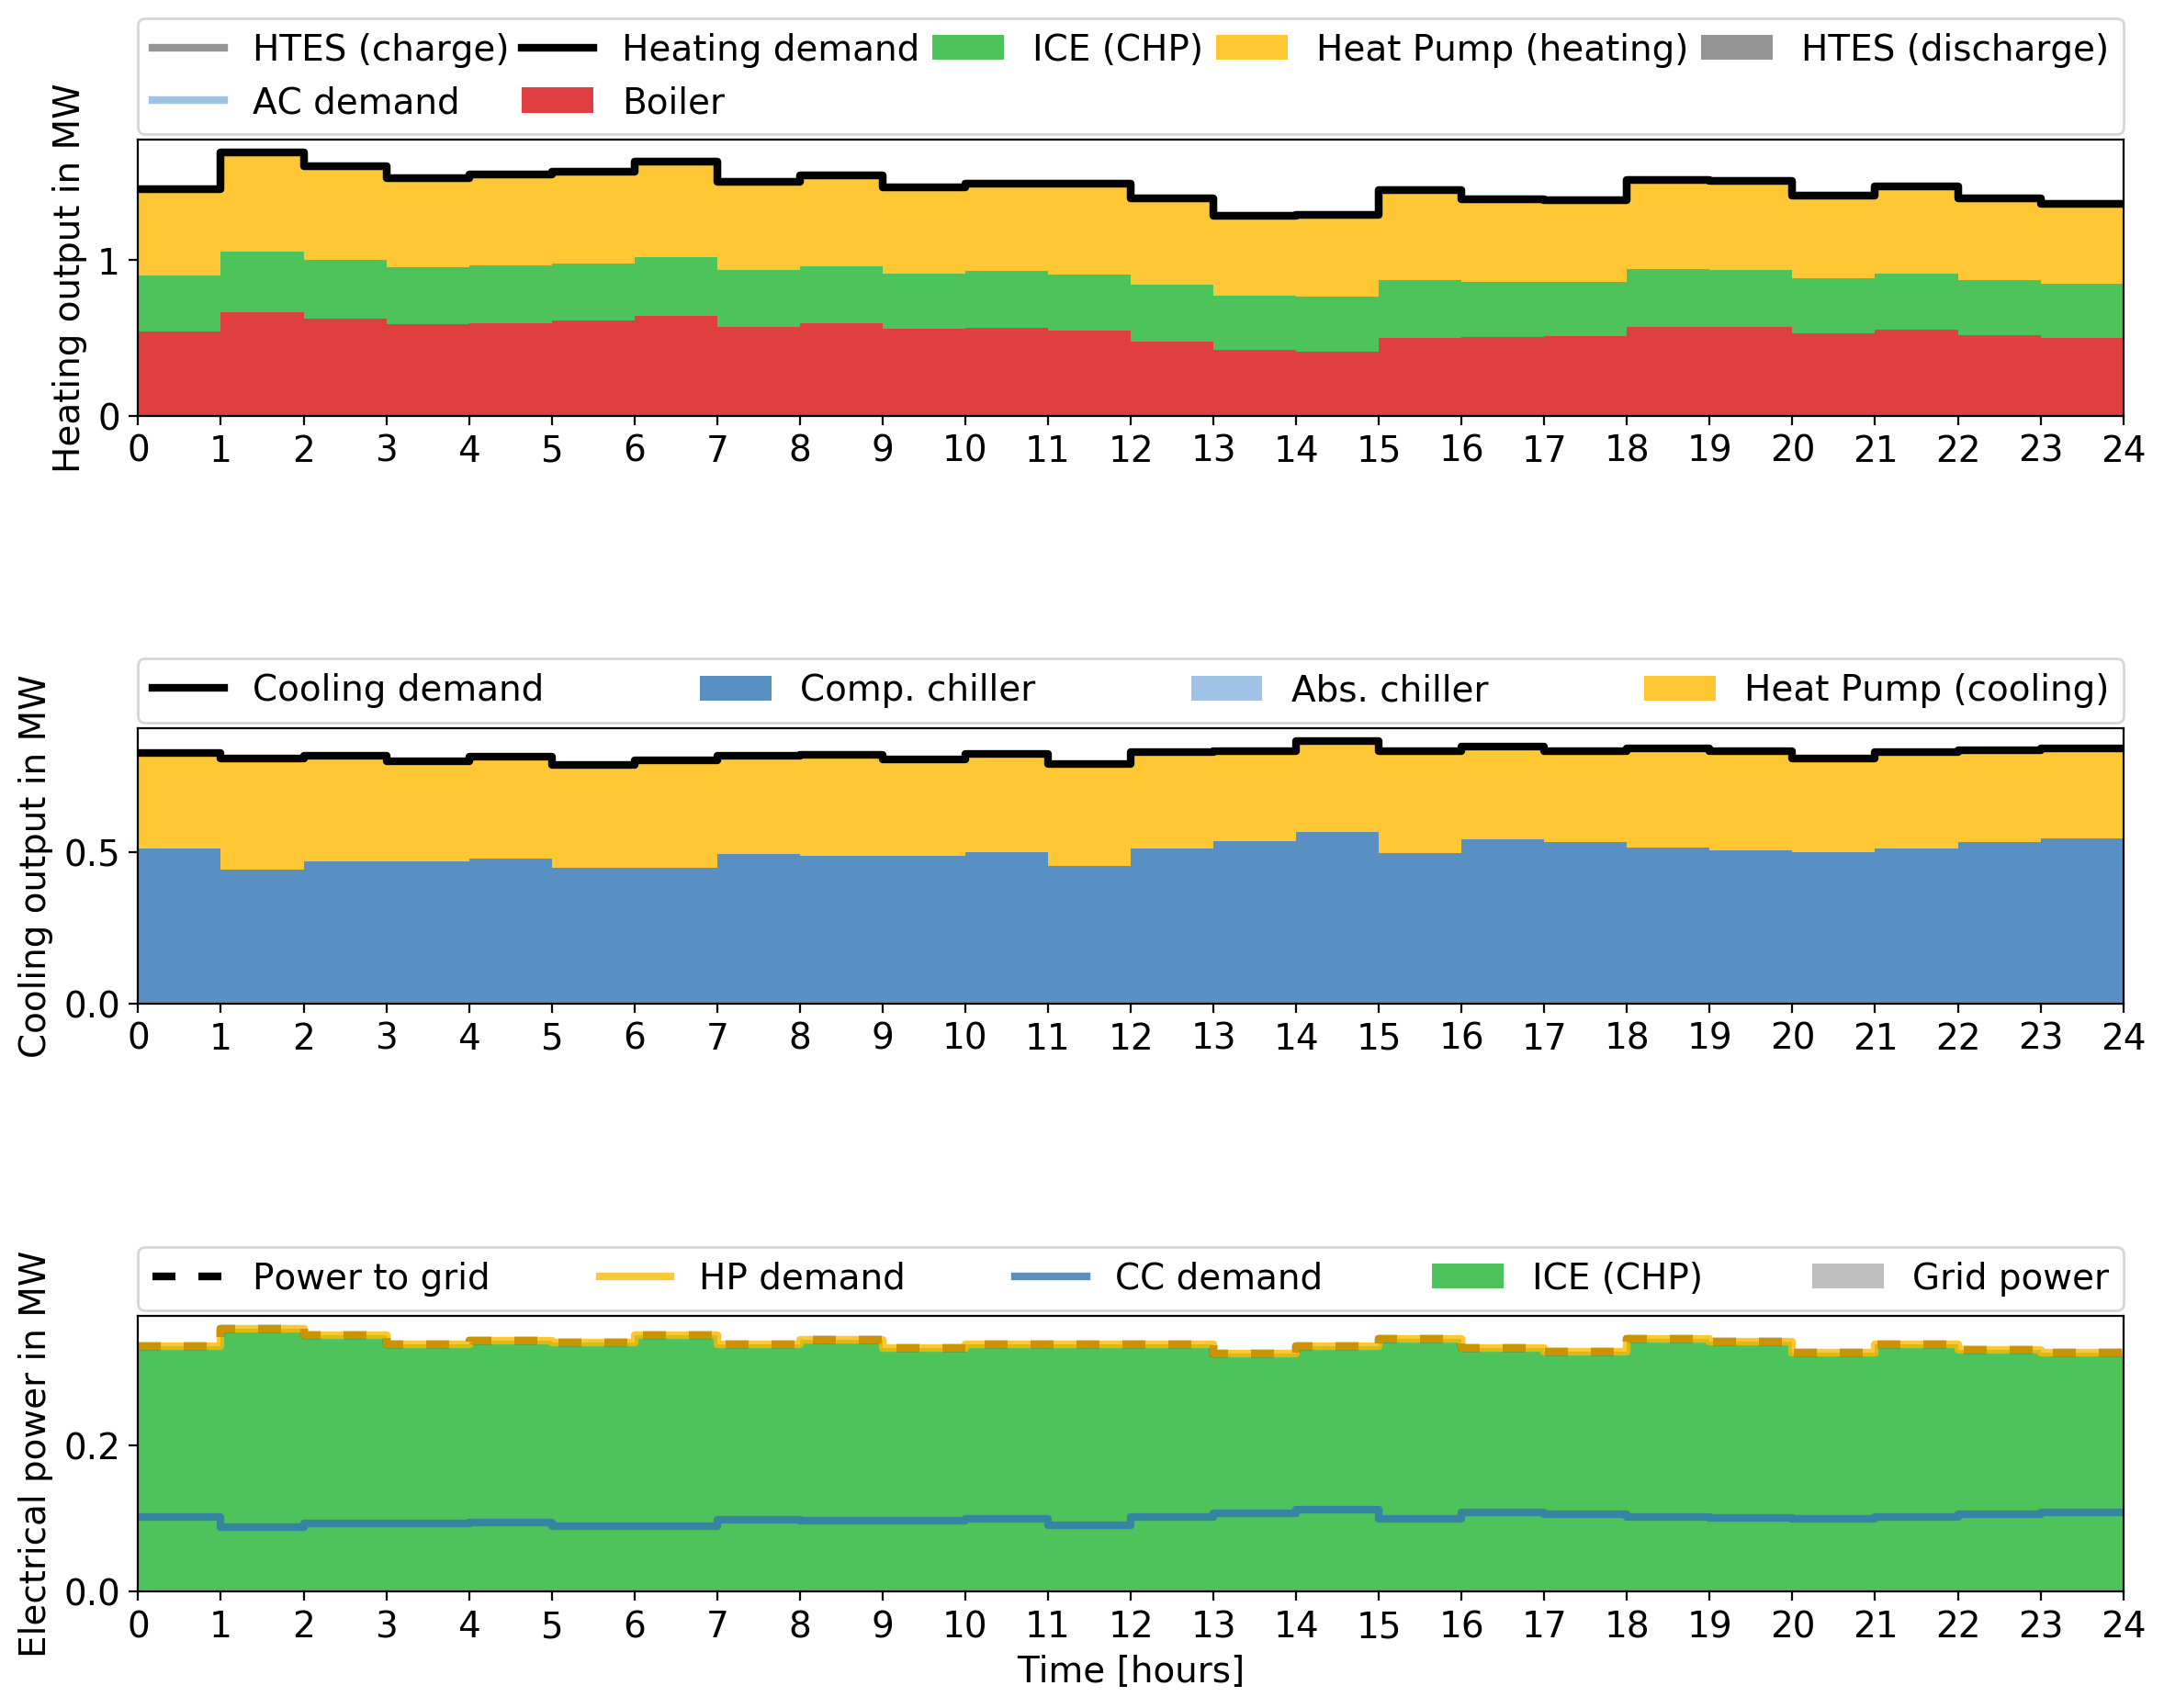 HTES (charge) Heating demand ICE (CHP) Heat Pump (heating) HTES (discharge)
AC demand Boiler
Heating output in MW
1
0
0 1 2 3 4 5 6 7 8 9 10 11 12 13 14 15 16 17 18 19 20 21 22 23 24
Cooling demand Comp. chiller Abs. chiller Heat Pump (cooling)
Cooling output in MW
0.5
0.0
0 1 2 3 4 5 6 7 8 9 10 11 12 13 14 15 16 17 18 19 20 21 22 23 24
Power to grid HP demand CC demand ICE (CHP) Grid power
Electrical power in MW
0.2
0.0
0 1 2 3 4 5 6 7 8 9 10 11 12 13 14 15 16 17 18 19 20 21 22 23 24
Time [hours]